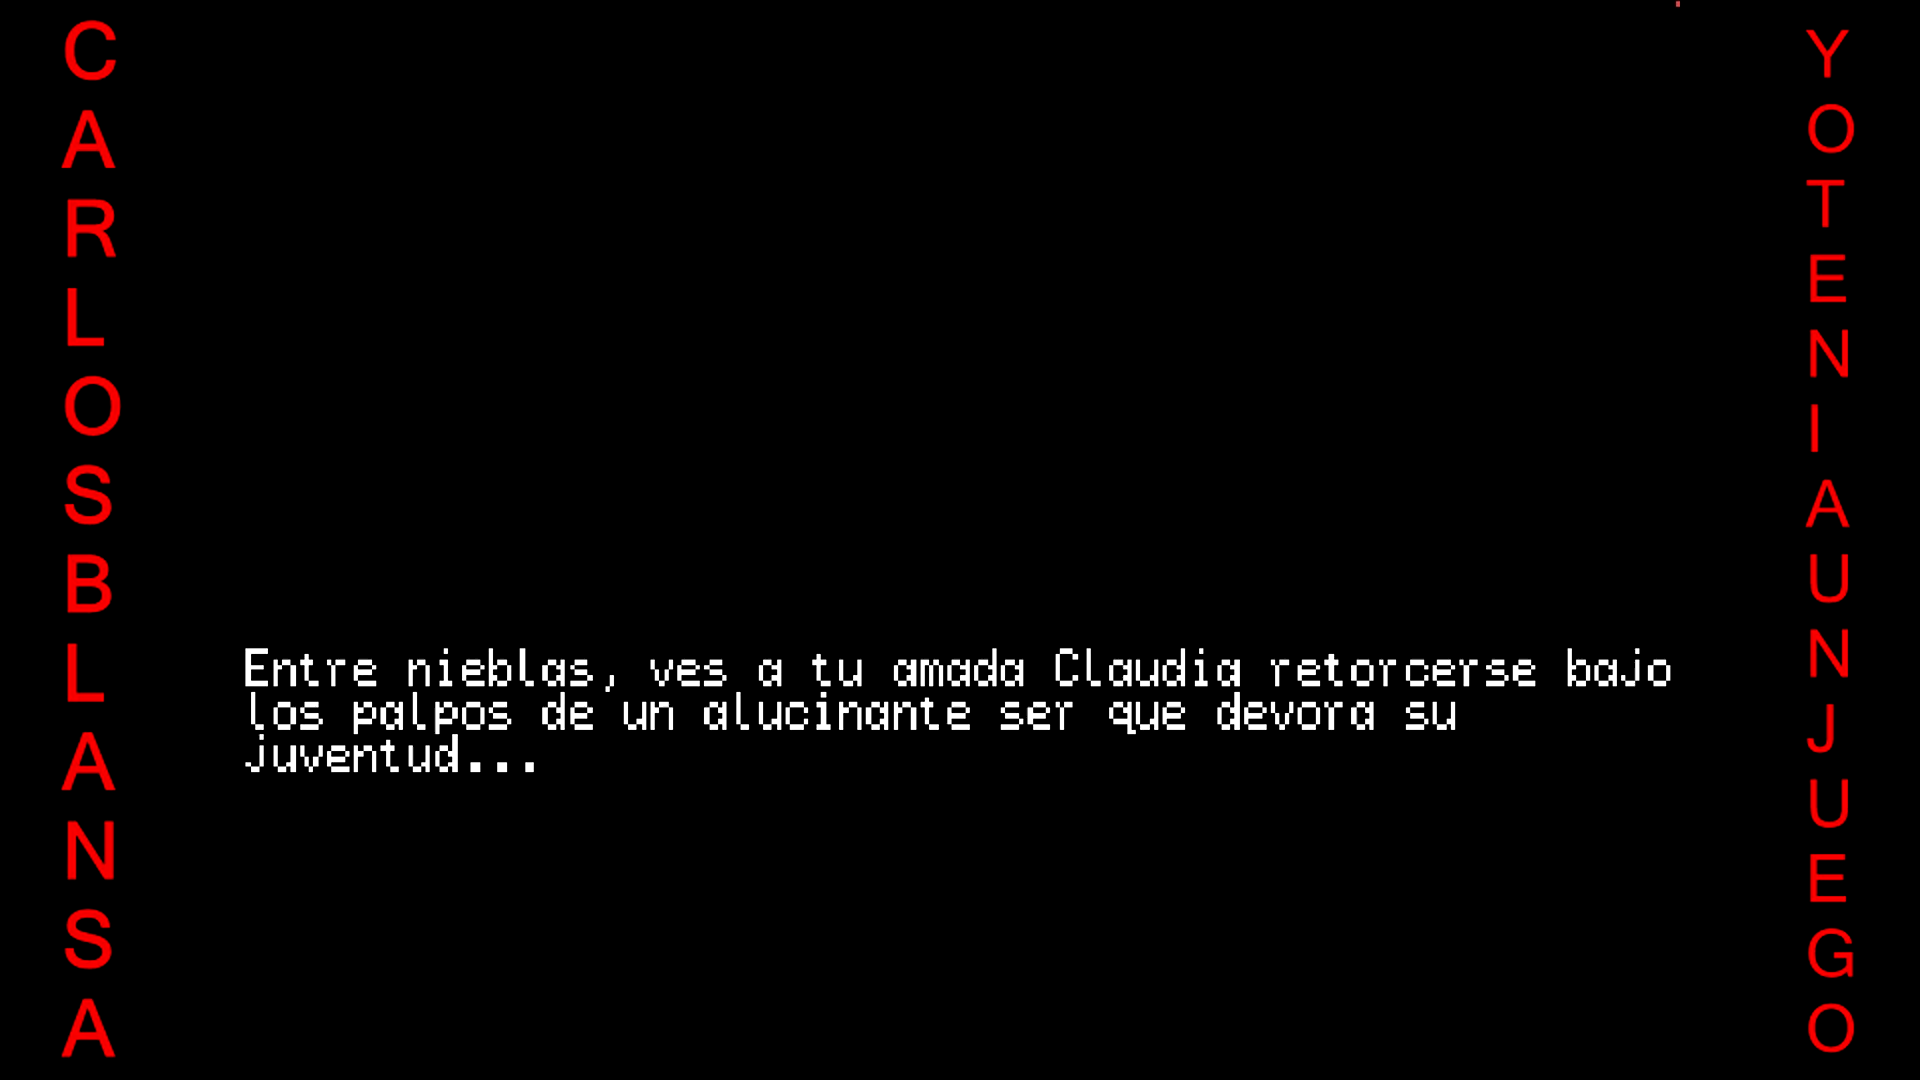 CARLOSBLANSA
Entre nieblas, ves a tu amada Claudia retorcerse bajo
los palpos de un alucinante ser que devora su
juventud...
YOTENIAUNJUEGO